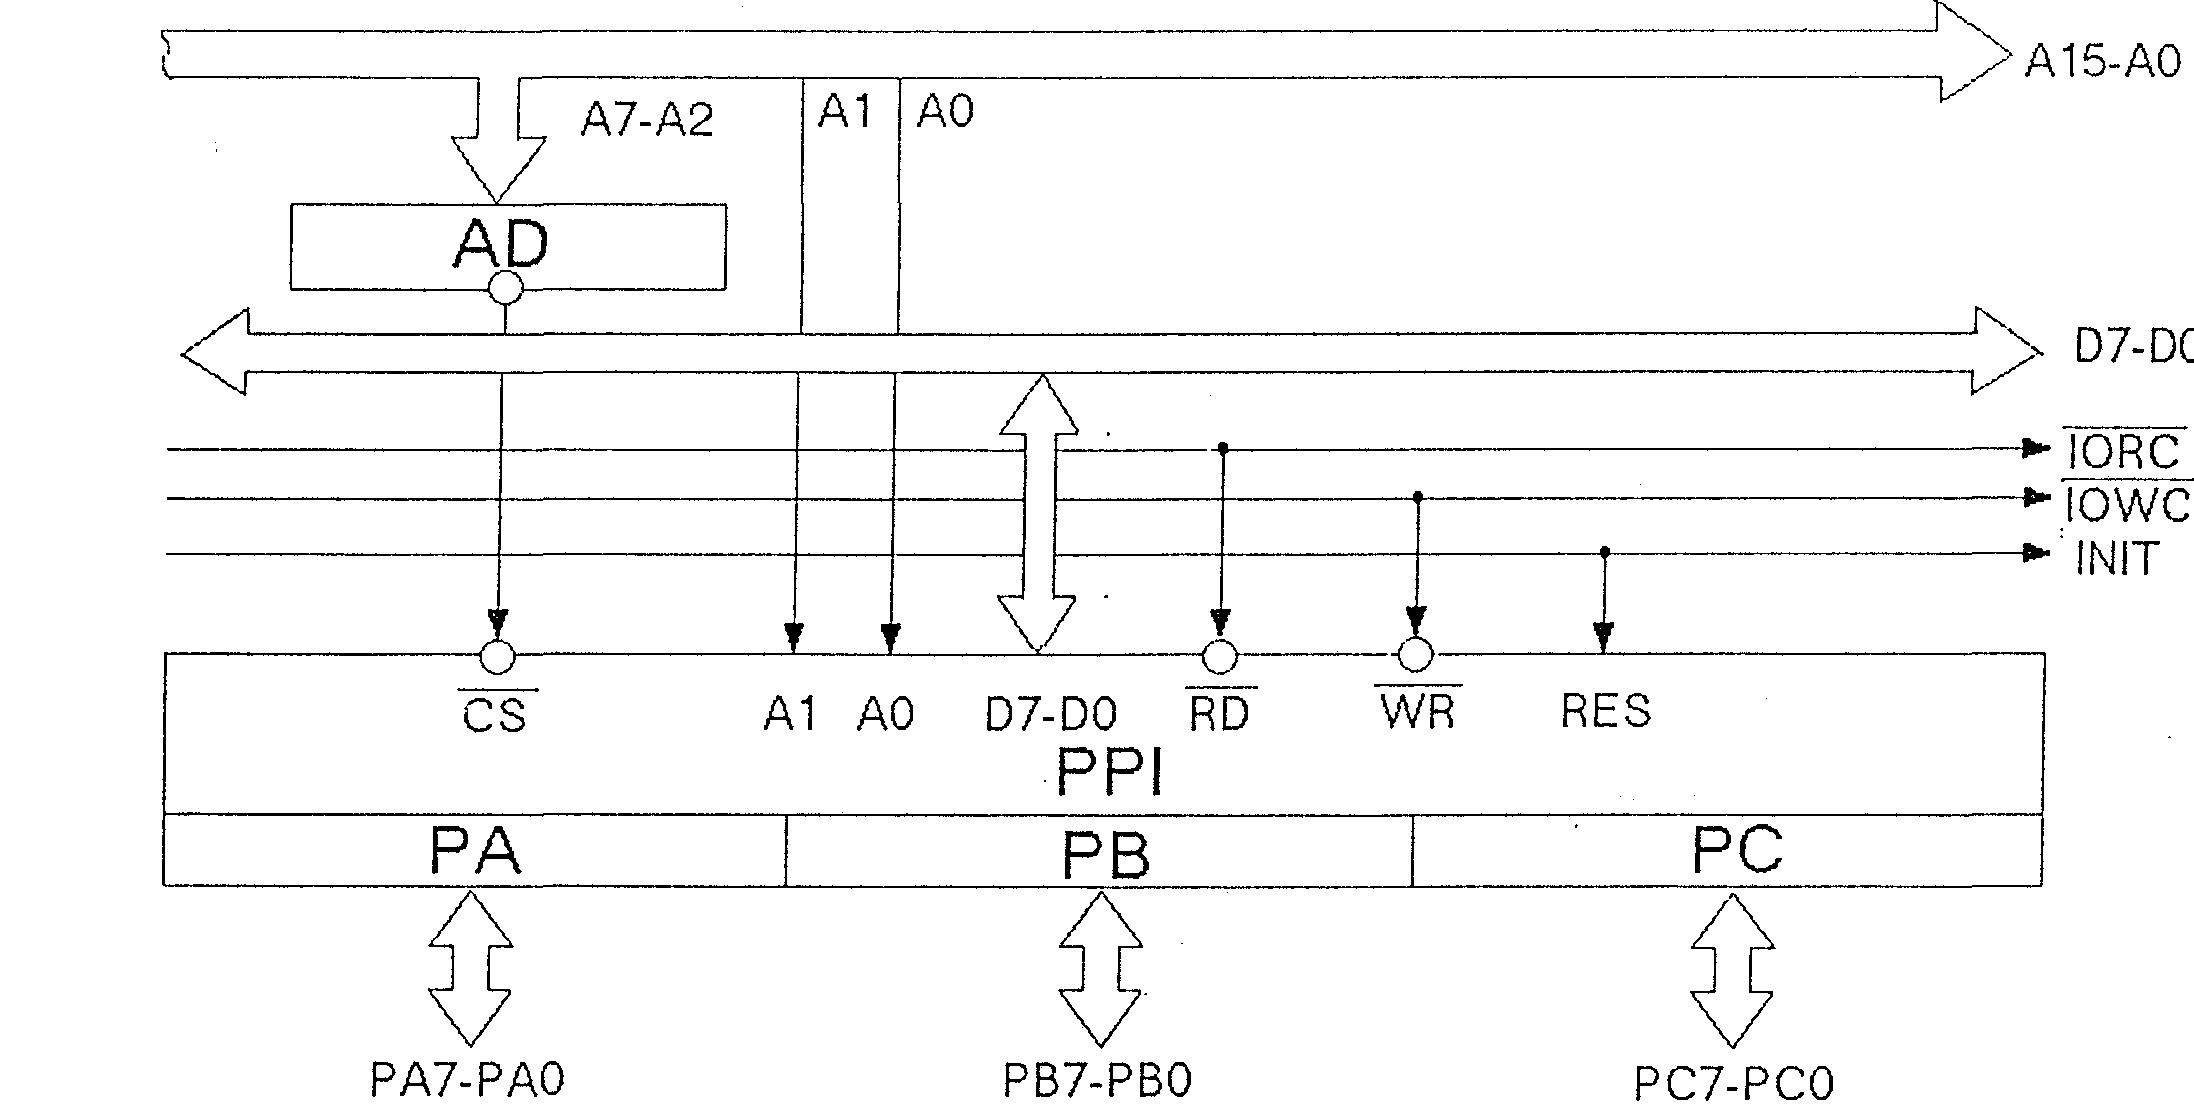 A15-A0
A7-A2 A1 A0
AD
D7-D0
IORC
IOWC
INIT
CS A1 A0 D7-D0 RD WR RES
PPI
PA PB PC
PA7-PA0 PB7-PB0 PC7-PC0